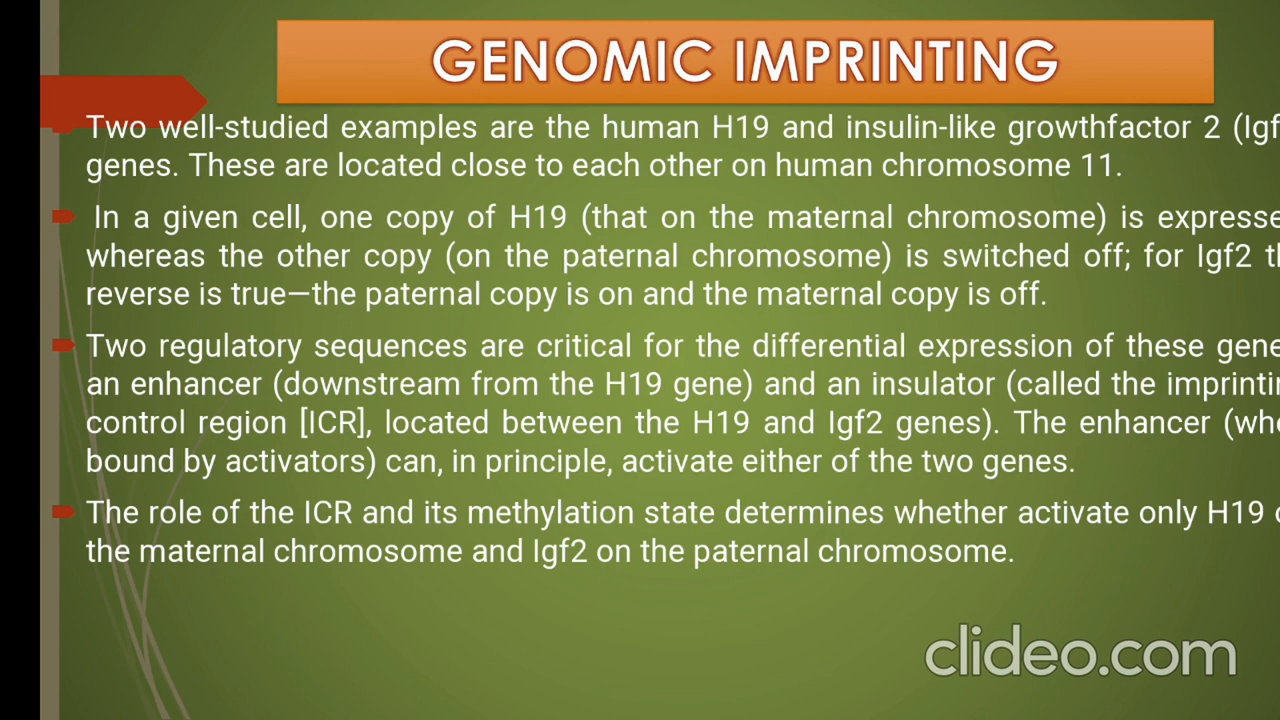 GENOMIC IMPRINTING
Two well-studied examples are the human H19 and insulin-like growthfactor 2 (Igf
genes. These are located close to each other on human chromosome 11.
In a given cell, one copy of H19 (that on the maternal chromosome) is expresse
whereas the other copy (on the paternal chromosome) is switched off; for Igf2 t
reverse is true—the paternal copy is on and the maternal copy is off.
Two regulatory sequences are critical for the differential expression of these gene
an enhancer (downstream from the H19 gene) and an insulator (called the imprintin
control region [ICR], located between the H19 and Igf2 genes). The enhancer (whe
bound by activators) can, in principle, activate either of the two genes.
The role of the ICR and its methylation state determines whether activate only H19
the maternal chromosome and Igf2 on the paternal chromosome.
clideo.com